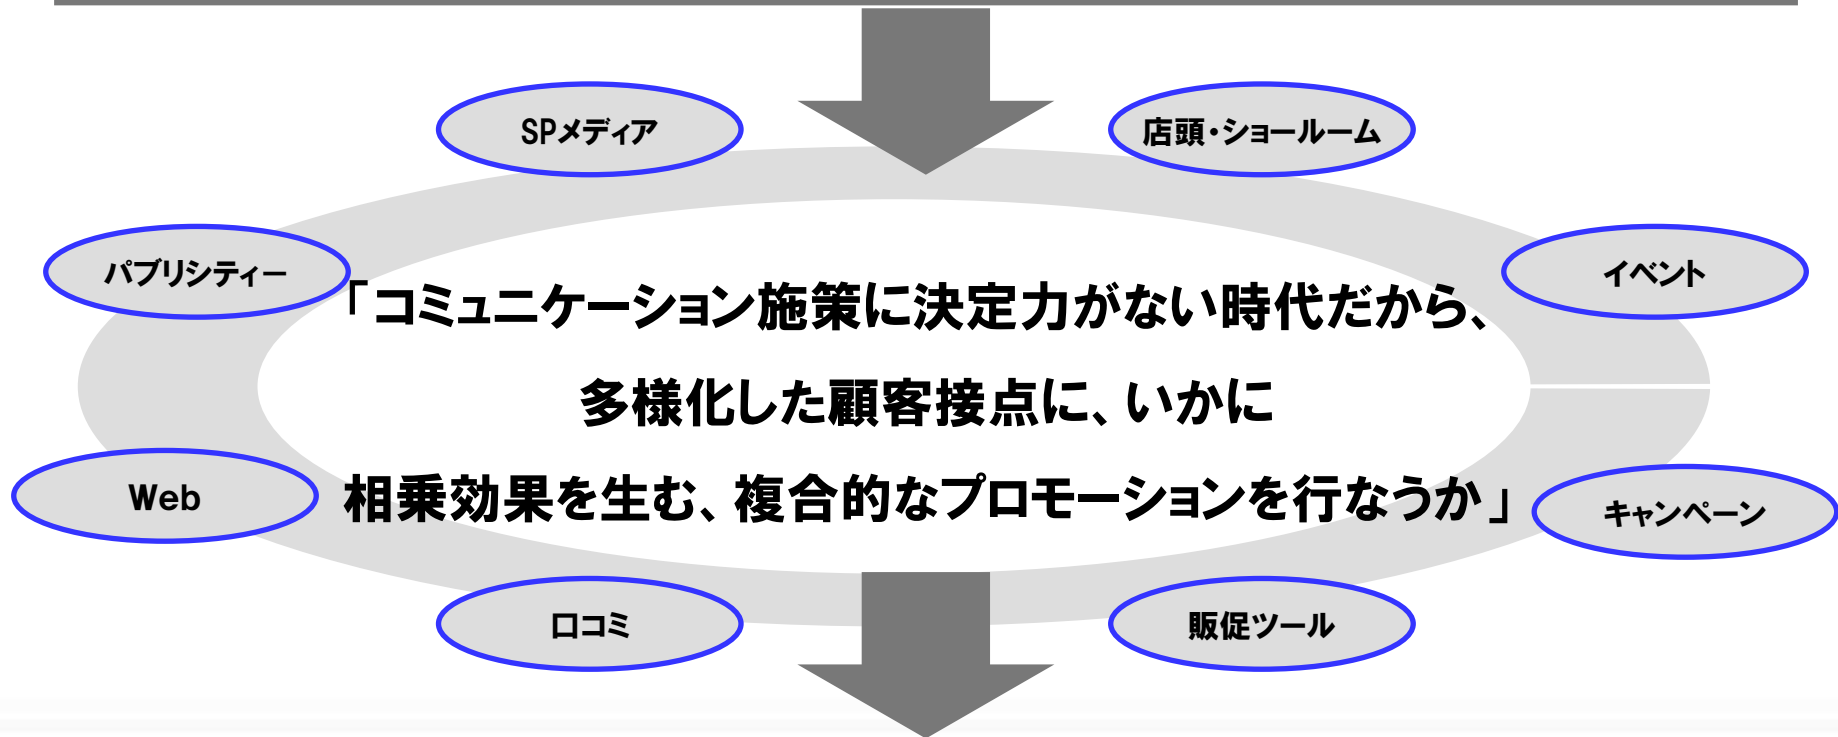 SPメディア
店頭・ショールーム
パブリシティー
イベント
「コミュニケーション施策に決定力がない時代だから、
多様化した顧客接点に、いかに
相乗効果を生む、複合的なプロモーションを行なうか」
Web
キャンペーン
口コミ
販促ツール